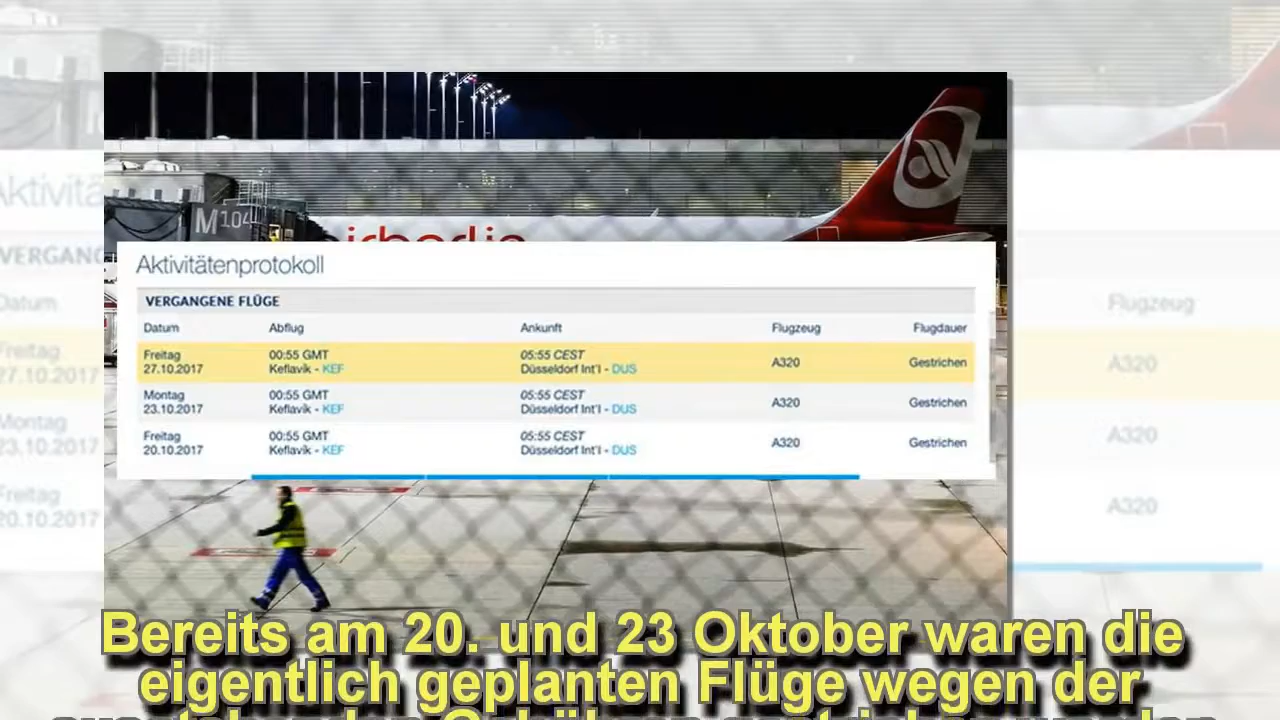 M104
airberlin
Aktivitätenprotokoll
VERGANGENE FLÜGE
Datum Abflug Ankunft Flugzeug Flugdauer
Freitag 00:55 GMT 05:55 CEST
27.10.2017 Keflavik - KEF Düsseldorf Int'l - DUS A320 Gestrichen
Montag 00:55 GMT 05:55 CEST
23.10.2017 Keflavik - KEF Düsseldorf Int'l - DUS A320 Gestrichen
Freitag 00:55 GMT 05:55 CEST
20.10.2017 Keflavik - KEF Düsseldorf Int'l - DUS A320 Gestrichen
Bereits am 20. und 23 Oktober waren die
eigentlich geplanten Flüge wegen der